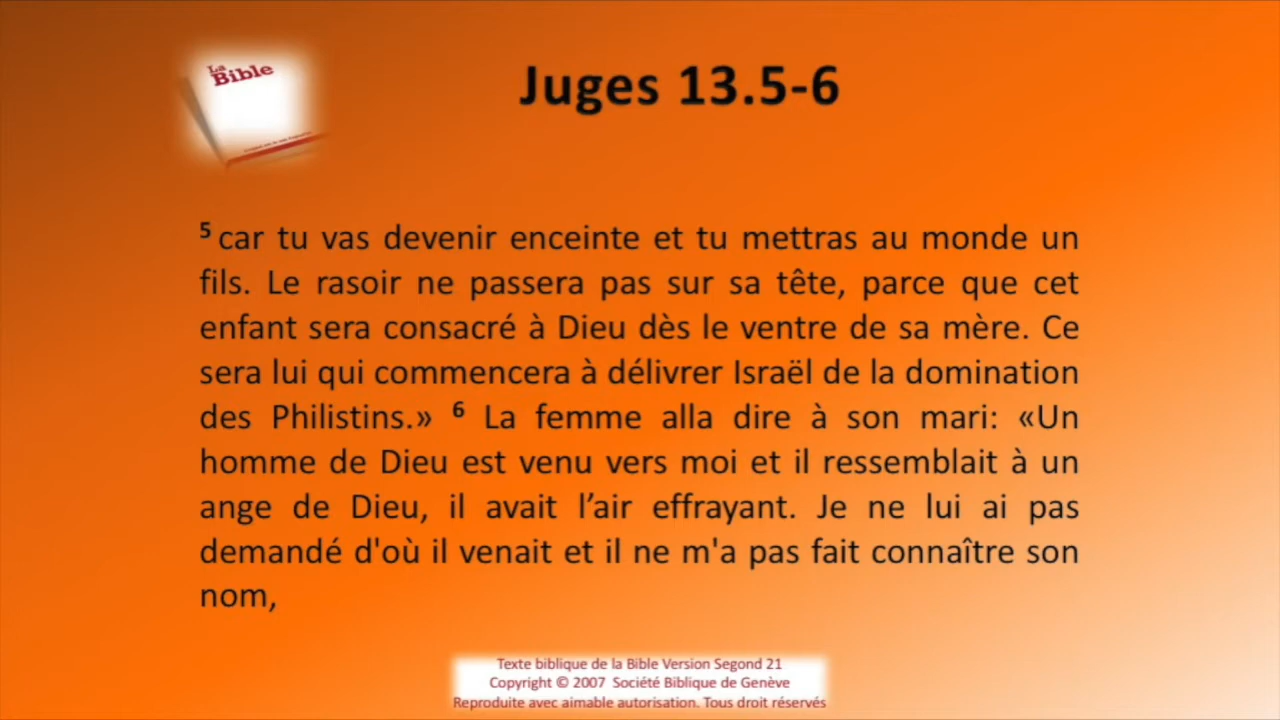 La
Bible
Juges 13.5-6
5 car tu vas devenir enceinte et tu mettras au monde un
fils. Le rasoir ne passera pas sur sa tête, parce que cet
enfant sera consacré à Dieu dès le ventre de sa mère. Ce
sera lui qui commencera à délivrer Israël de la domination
des Philistins.» 6 La femme alla dire à son mari: «Un
homme de Dieu est venu vers moi et il ressemblait à un
ange de Dieu, il avait l’air effrayant. Je ne lui ai pas
demandé d'où il venait et il ne m'a pas fait connaître son
nom,
Texte biblique de la Bible Version Segond 21
Copyright © 2007 Société Biblique de Genève
Reproduite avec aimable autorisation. Tous droit réservés